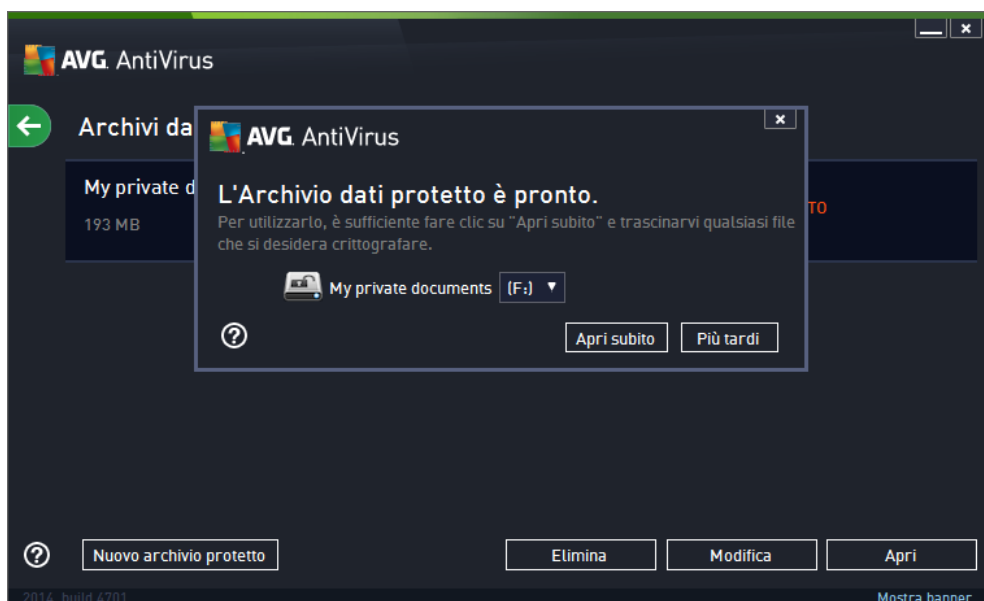 AVG. AntiVirus
Archivi da
AVG. AntiVirus
L'Archivio dati protetto è pronto.
Per utilizzarlo, è sufficiente fare clic su "Apri subito" e trascinarvi qualsiasi file
che si desidera crittografare.
My private documents (F:)
Apri subito
Più tardi
My private d
193 MB
TO
Nuovo archivio protetto
Elimina
Modifica
Apri
2014 build 4701
Mostra banner